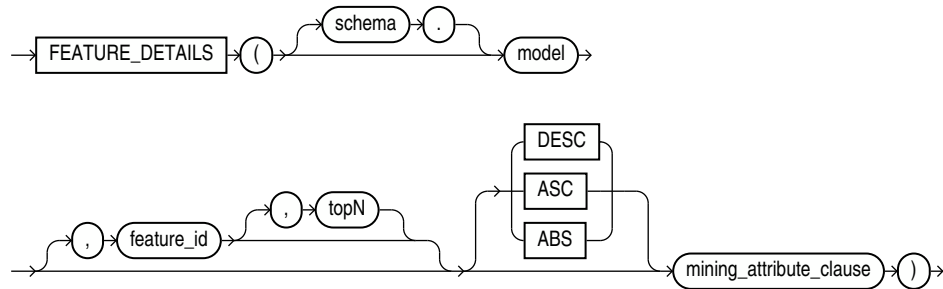 FEATURE_DETAILS ( schema . model
, feature_id , topN DESC ASC ABS mining_attribute_clause )